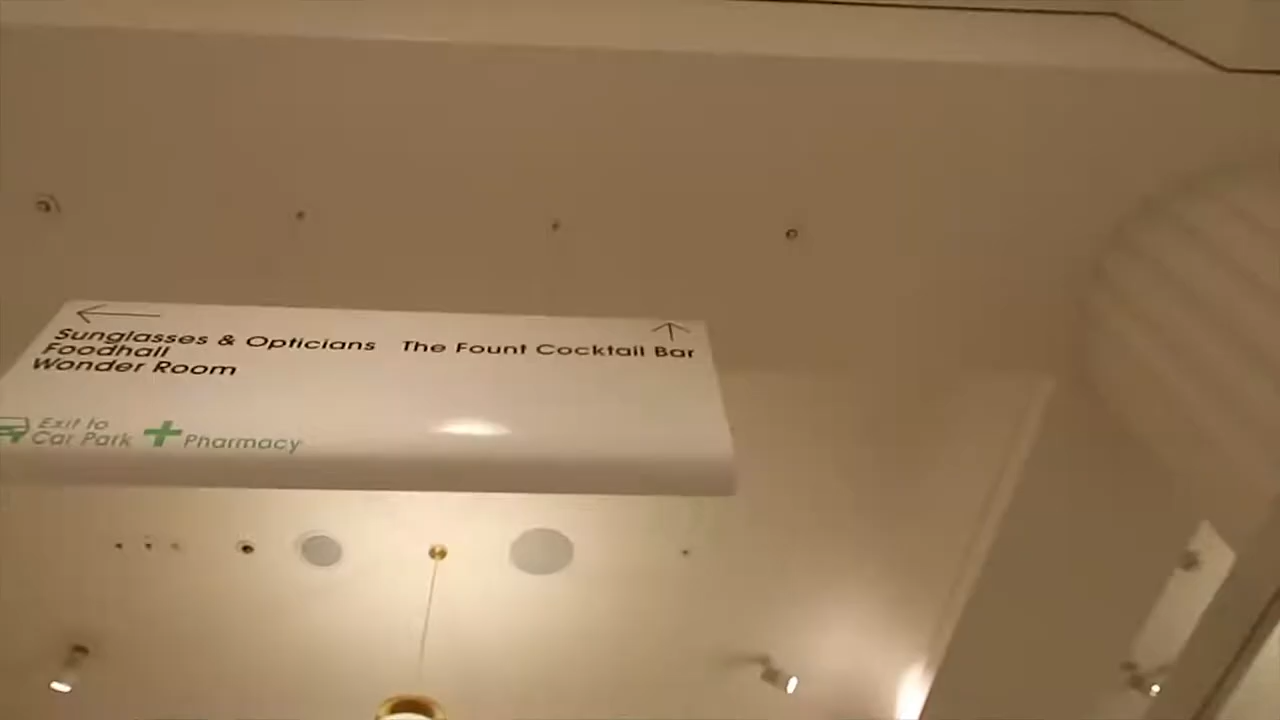 Sunglasses & Opticians
Foodhall
Wonder Room
The Fount Cocktail Bar
Exit to
Car Park
Pharmacy